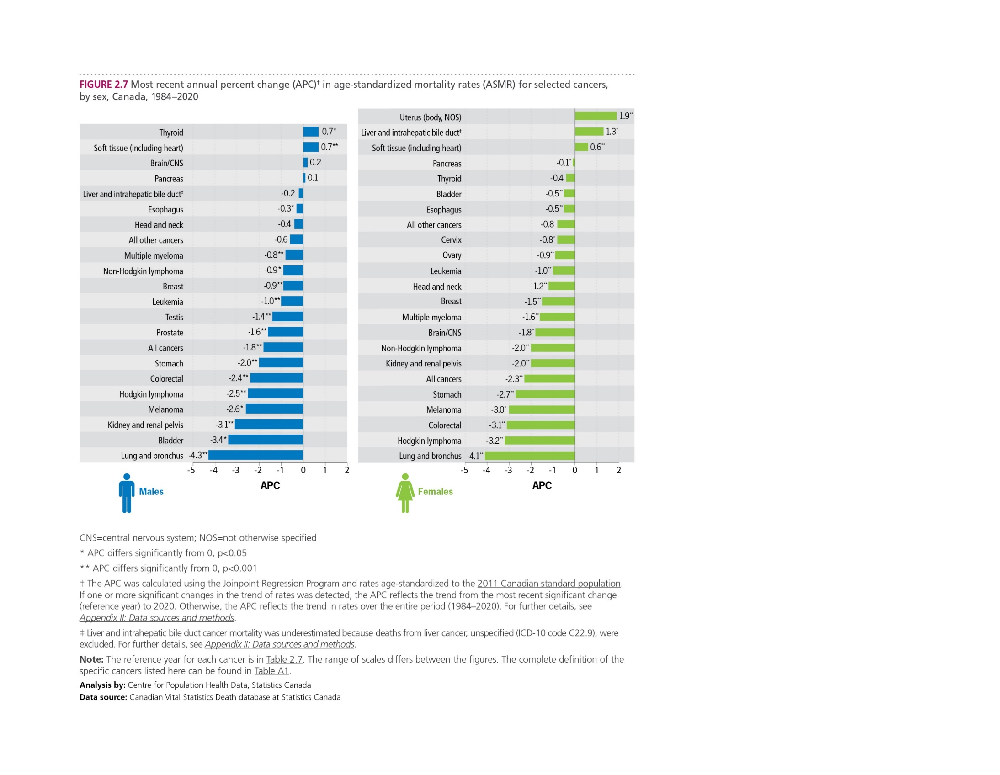 FIGURE 2.7 Most recent annual percent change (APC)† in age-standardized mortality rates (ASMR) for selected cancers,
by sex, Canada, 1984–2020
Thyroid 0.7*
Soft tissue (including heart) 0.7**
Brain/CNS 0.2
Pancreas 0.1
Liver and intrahepatic bile duct‡ -0.2
Esophagus -0.3*
Head and neck -0.4
All other cancers -0.6
Multiple myeloma -0.8**
Non-Hodgkin lymphoma -0.9*
Breast -0.9**
Leukemia -1.0**
Testis -1.4**
Prostate -1.6**
All cancers -1.8**
Stomach -2.0**
Colorectal -2.4**
Hodgkin lymphoma -2.5**
Melanoma -2.6*
Kidney and renal pelvis -3.1**
Bladder -3.4*
Lung and bronchus -4.3**
-5 -4 -3 -2 -1 0 1 2
APC
Males
Uterus (body, NOS) 1.9**
Liver and intrahepatic bile duct‡ 1.3*
Soft tissue (including heart) 0.6**
Pancreas -0.1*
Thyroid -0.4
Bladder -0.5**
Esophagus -0.5**
All other cancers -0.8
Cervix -0.8*
Ovary -0.9**
Leukemia -1.0**
Head and neck -1.2**
Breast -1.5**
Multiple myeloma -1.6**
Brain/CNS -1.8*
Non-Hodgkin lymphoma -2.0**
Kidney and renal pelvis -2.0**
All cancers -2.3**
Stomach -2.7**
Melanoma -3.0*
Colorectal -3.1**
Hodgkin lymphoma -3.2**
Lung and bronchus -4.1**
-5 -4 -3 -2 -1 0 1 2
APC
Females
CNS=central nervous system; NOS=not otherwise specified
* APC differs significantly from 0, p<0.05
** APC differs significantly from 0, p<0.001
† The APC was calculated using the Joinpoint Regression Program and rates age-standardized to the 2011 Canadian standard population.
If one or more significant changes in the trend of rates was detected, the APC reflects the trend from the most recent significant change
(reference year) to 2020. Otherwise, the APC reflects the trend in rates over the entire period (1984–2020). For further details, see
Appendix II: Data sources and methods.
‡ Liver and intrahepatic bile duct cancer mortality was underestimated because deaths from liver cancer, unspecified (ICD-10 code C22.9), were
excluded. For further details, see Appendix II: Data sources and methods.
Note: The reference year for each cancer is in Table 2.7. The range of scales differs between the figures. The complete definition of the
specific cancers listed here can be found in Table A1.
Analysis by: Centre for Population Health Data, Statistics Canada
Data source: Canadian Vital Statistics Death database at Statistics Canada